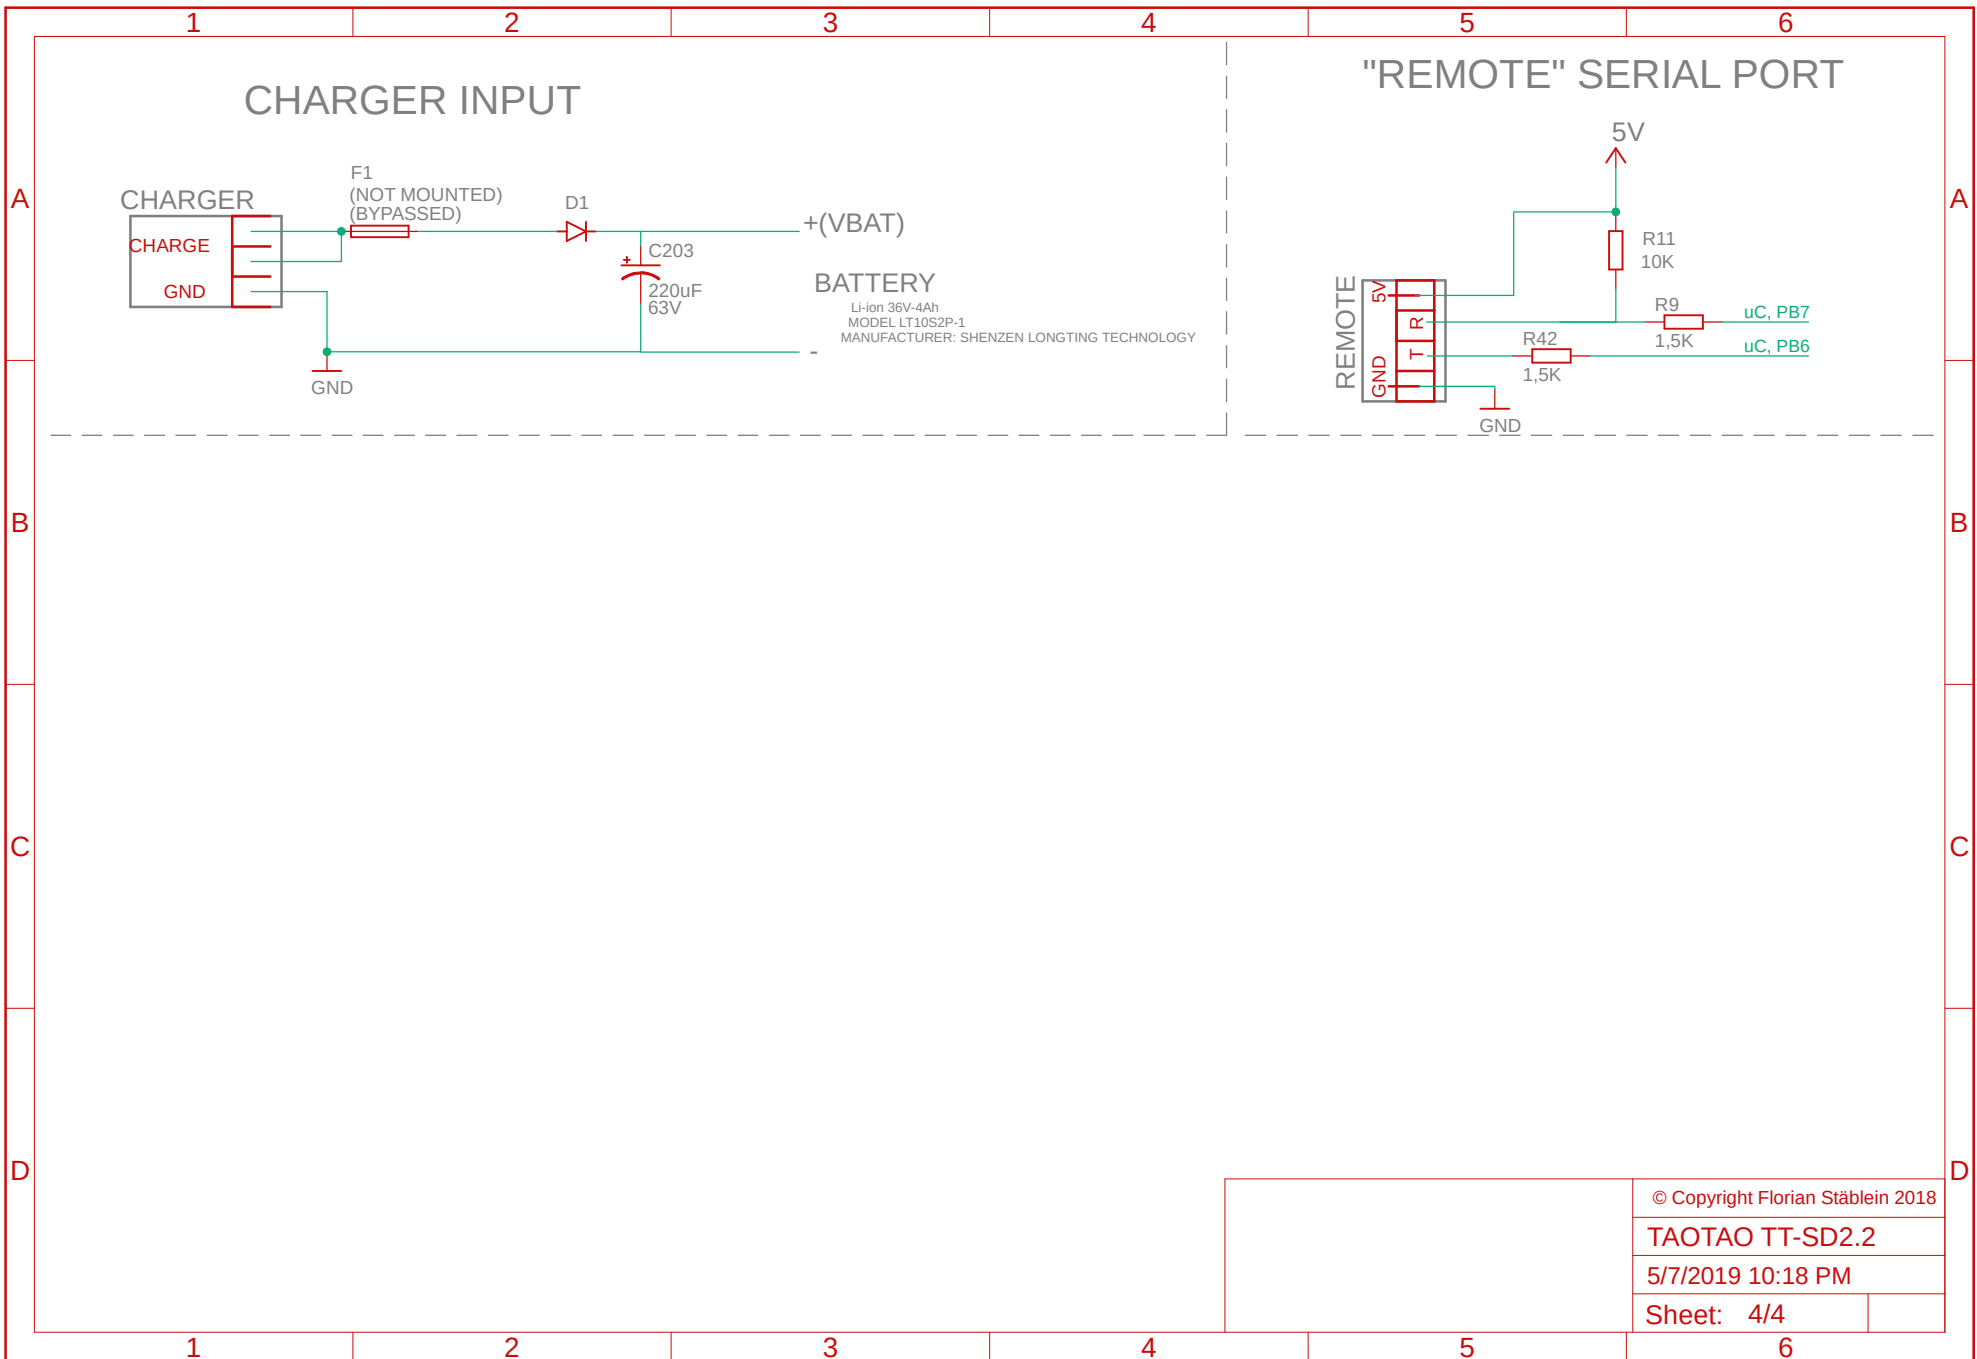 1 2 3 4 5 6
CHARGER INPUT
"REMOTE" SERIAL PORT
A
A
CHARGER
CHARGE
GND
F1
(NOT MOUNTED)
(BYPASSED)
D1
C203
+
220uF
63V
+(VBAT)
BATTERY
Li-ion 36V-4Ah
MODEL LT10S2P-1
MANUFACTURER: SHENZEN LONGTING TECHNOLOGY
-
GND
5V
R11
10K
REMOTE
5V
R
T
GND
R9
1,5K
uC, PB7
R42
1,5K
uC, PB6
GND
B
B
C
C
D
D
© Copyright Florian Stäblein 2018
TAOTAO TT-SD2.2
5/7/2019 10:18 PM
Sheet: 4/4
1 2 3 4 5 6